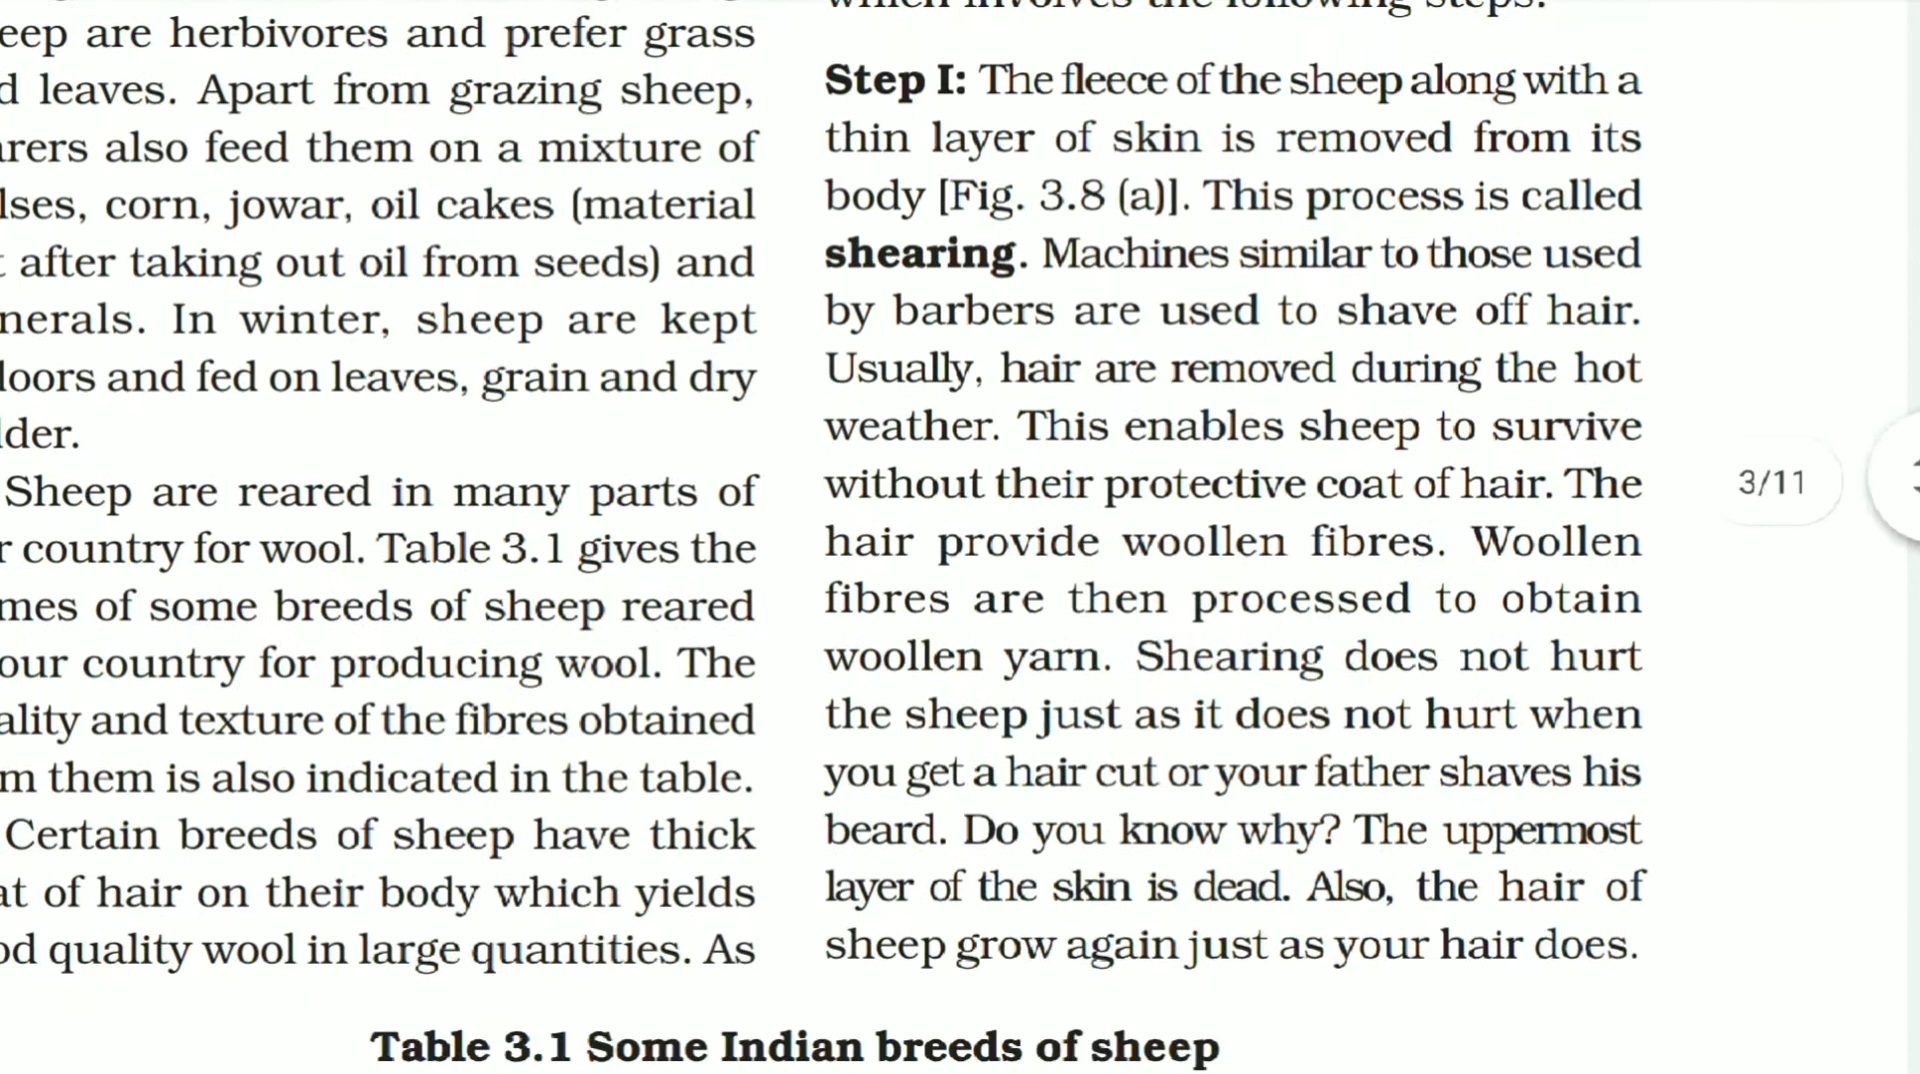 eep are herbivores and prefer grass
d leaves. Apart from grazing sheep,
rers also feed them on a mixture of
lses, corn, jowar, oil cakes (material
after taking out oil from seeds) and
nerals. In winter, sheep are kept
loors and fed on leaves, grain and dry
lder.
Sheep are reared in many parts of
r country for wool. Table 3.1 gives the
mes of some breeds of sheep reared
our country for producing wool. The
ality and texture of the fibres obtained
m them is also indicated in the table.
Certain breeds of sheep have thick
at of hair on their body which yields
od quality wool in large quantities. As
which involves the following steps:
Step I: The fleece of the sheep along with a
thin layer of skin is removed from its
body [Fig. 3.8 (a)]. This process is called
shearing. Machines similar to those used
by barbers are used to shave off hair.
Usually, hair are removed during the hot
weather. This enables sheep to survive
without their protective coat of hair. The
hair provide woollen fibres. Woollen
fibres are then processed to obtain
woollen yarn. Shearing does not hurt
the sheep just as it does not hurt when
you get a hair cut or your father shaves his
beard. Do you know why? The uppermost
layer of the skin is dead. Also, the hair of
sheep grow again just as your hair does.
3/11
Table 3.1 Some Indian breeds of sheep